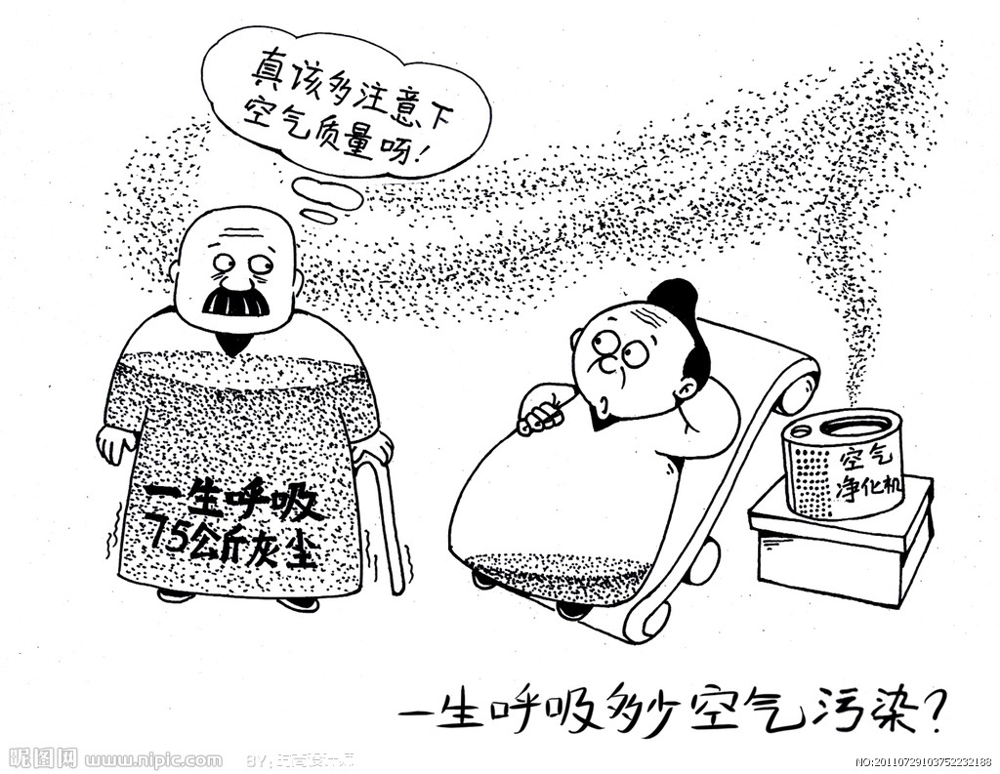 真该多注意下
空气质量呀!
一生呼吸
75公斤灰尘
空气
净化机
一生呼吸多少空气污染?
昵图网 www.nipic.com
BY:
NO:20110729103752232188